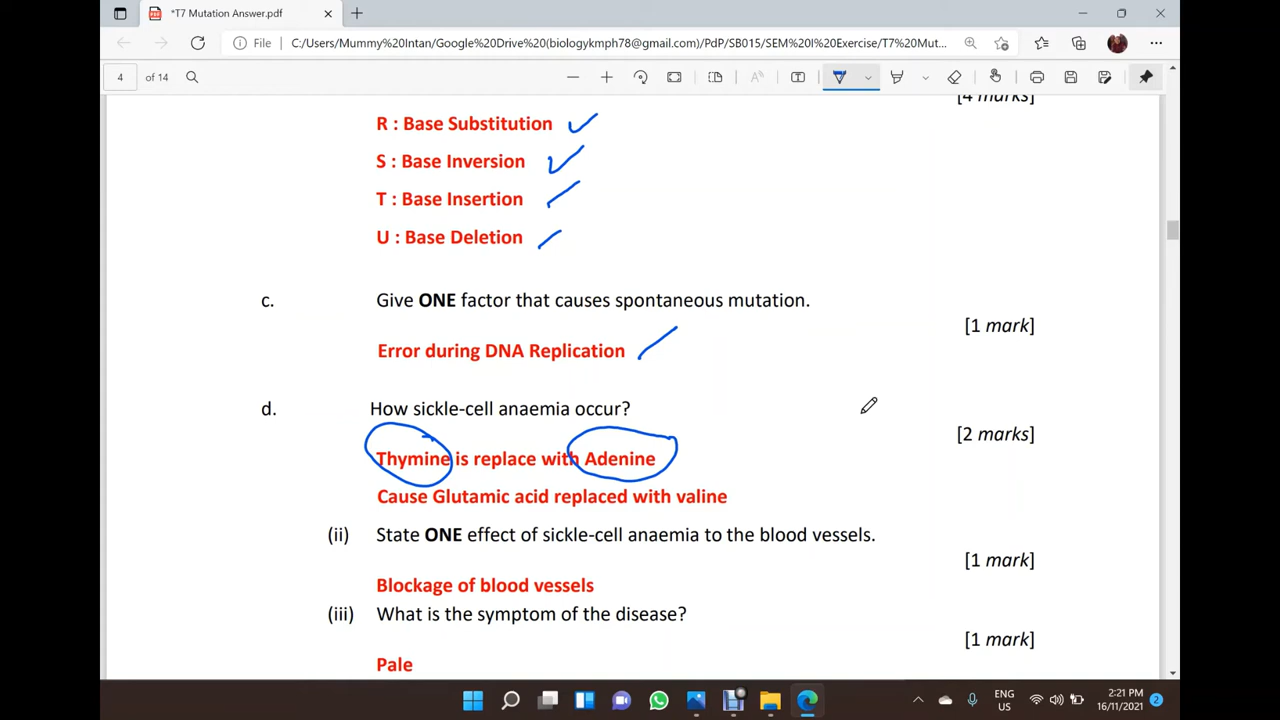 *T7 Mutation Answer.pdf
File
C:/Users/Mummy%20Intan/Google%20Drive%20(biologykmph78@gmail.com)/PdP/SB015/SEM%20I%20Exercise/T7%20Mut...
4 of 14
[4 marks]
R : Base Substitution
S : Base Inversion
T : Base Insertion
U : Base Deletion
c. Give ONE factor that causes spontaneous mutation.
[1 mark]
Error during DNA Replication
d. How sickle-cell anaemia occur?
[2 marks]
Thymine is replace with Adenine
Cause Glutamic acid replaced with valine
(ii) State ONE effect of sickle-cell anaemia to the blood vessels.
[1 mark]
Blockage of blood vessels
(iii) What is the symptom of the disease?
[1 mark]
Pale
ENG
US
2:21 PM
16/11/2021
2